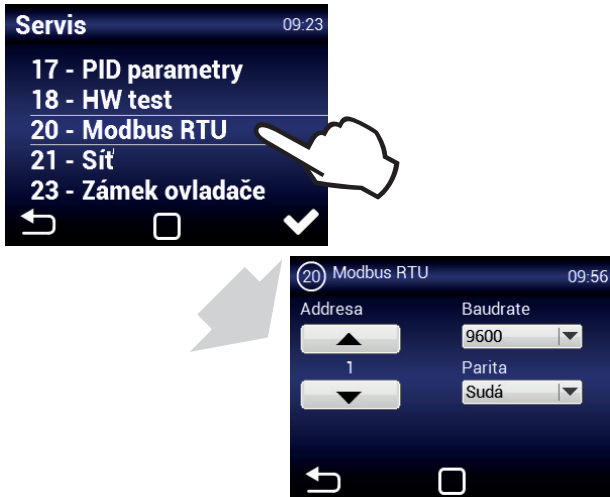 Servis 09:23
17 - PID parametry
18 - HW test
20 - Modbus RTU
21 - Síť
23 - Zámek ovladače
20 Modbus RTU 09:56
Addresa Baudrate
9600
1 Parita
Sudá